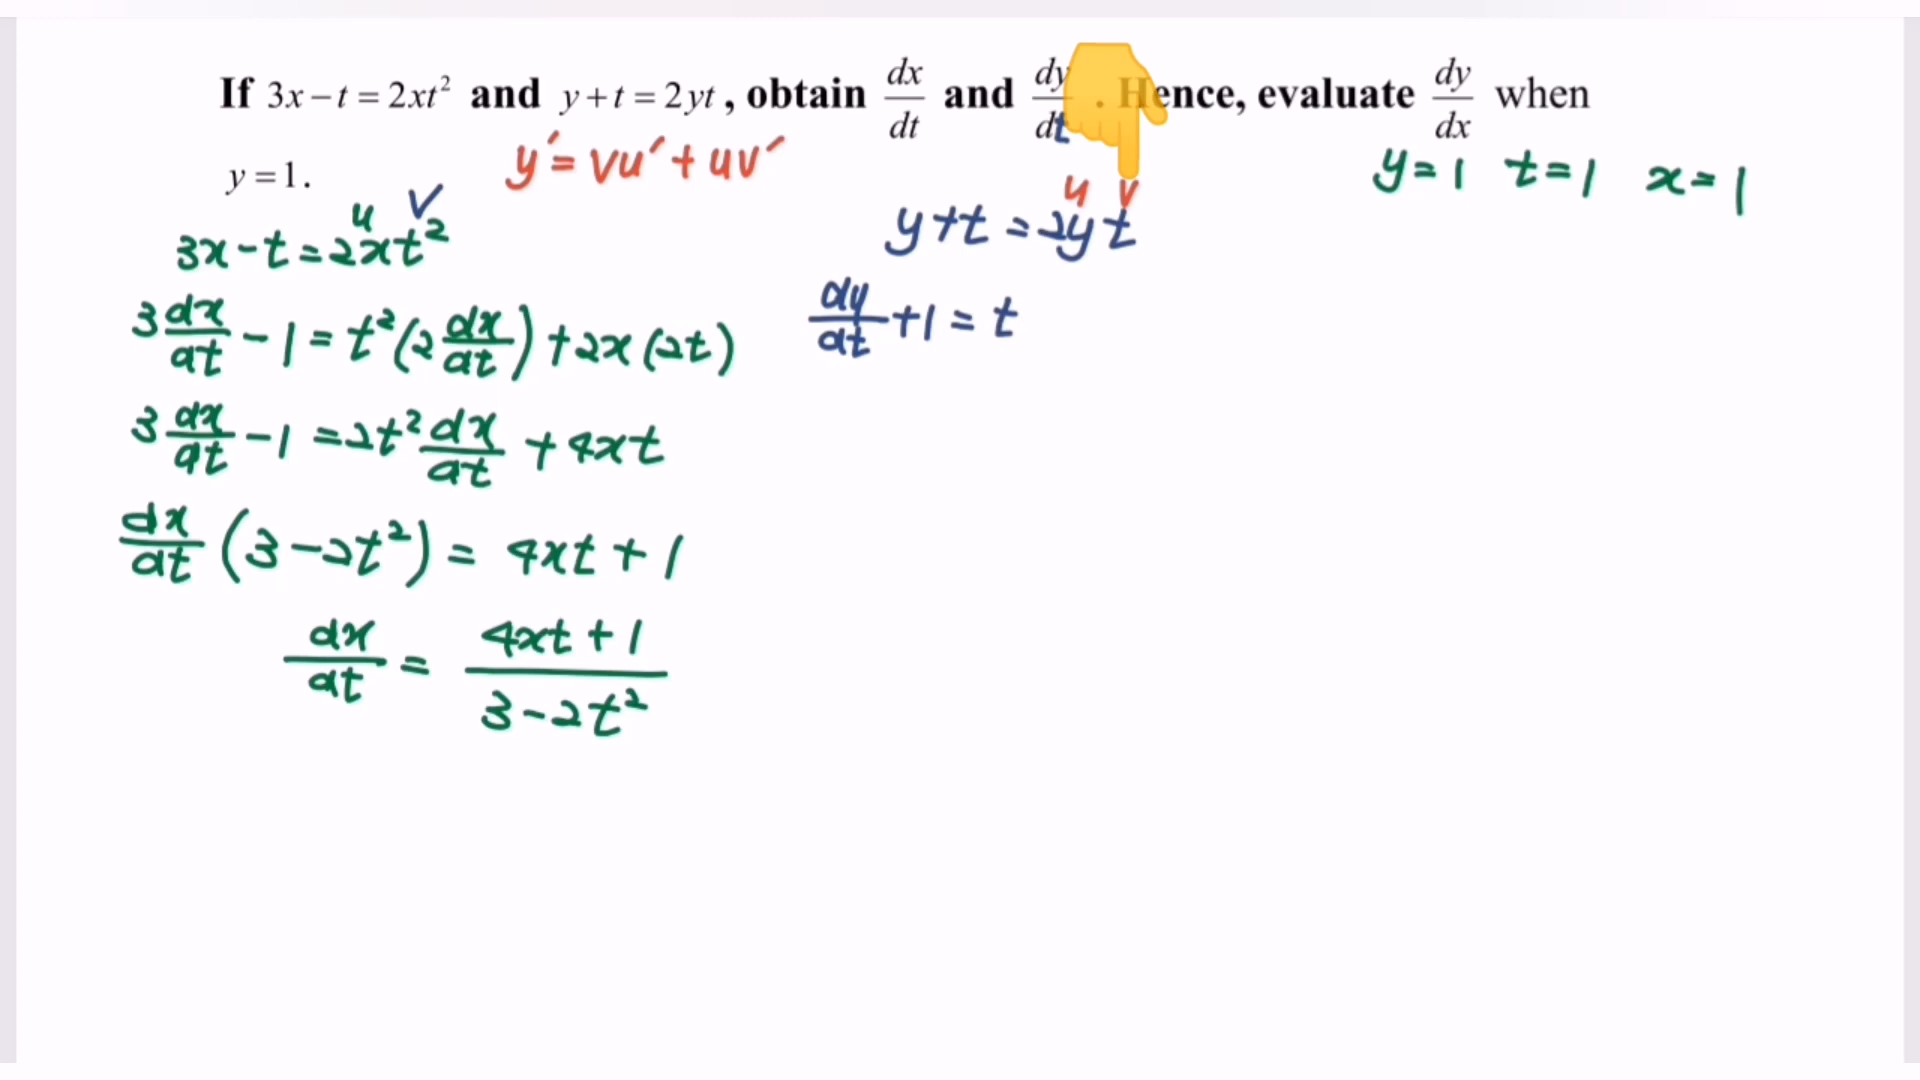 If 3x − t = 2xt² and y + t = 2yt, obtain dx/dt and dy/dt. Hence, evaluate dy/dx when
y = 1.
y′ = vu′ + uv′
y = 1 t = 1 x = 1
u v
3x − t = 2xt²
3 dx/dt − 1 = t²(2 dx/dt) + 2x(2t)
3 dx/dt − 1 = 2t² dx/dt + 4xt
dx/dt (3 − 2t²) = 4xt + 1
dx/dt = (4xt + 1)/(3 − 2t²)
u v
y + t = 2yt
dy/dt + 1 = t